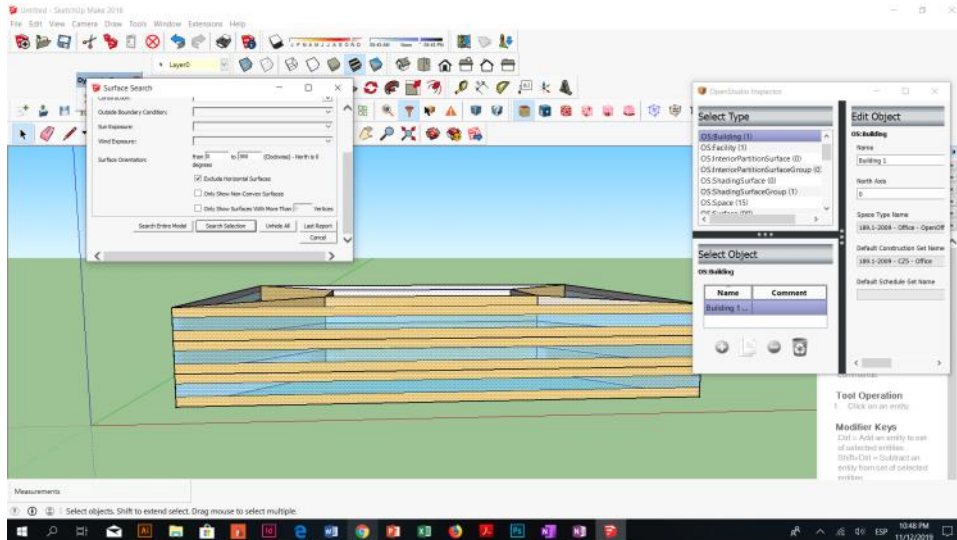 Untitled - SketchUp Make 2016
File Edit View Camera Draw Tools Window Extensions Help
J F M A M J J A S O N D
Noon
Layer0
Surface Search
Outside Boundary Condition:
Sun Exposure:
Wind Exposure:
Surface Orientation:
from 0 to 360 (Clockwise) - North is 0
degrees
Exclude Horizontal Surfaces
Only Show Non-Convex Surfaces
Only Show Surfaces With More Than Vertices
Search Entire Model Search Selection Unhide All Last Report
Cancel
OpenStudio Inspector
Select Type
OS:Building (1)
OS:Facility (1)
OS:InteriorPartitionSurface (0)
OS:InteriorPartitionSurfaceGroup (0)
OS:ShadingSurface (0)
OS:ShadingSurfaceGroup (1)
OS:Space (15)
Select Object
OS:Building
Name Comment
Building 1 ...
Edit Object
OS:Building
Name
Building 1
North Axis
0
Space Type Name
189.1-2009 - Office - OpenOff
Default Construction Set Name
189.1-2009 - CZ5 - Office
Default Schedule Set Name
Tool Operation
1 Click on an entity.
Modifier Keys
Ctrl = Add an entity to set
of selected entities.
Shift+Ctrl = Subtract an
entity from set of selected
entities.
Measurements
Select objects. Shift to extend select. Drag mouse to select multiple.
ESP
10:48 PM
11/12/2019